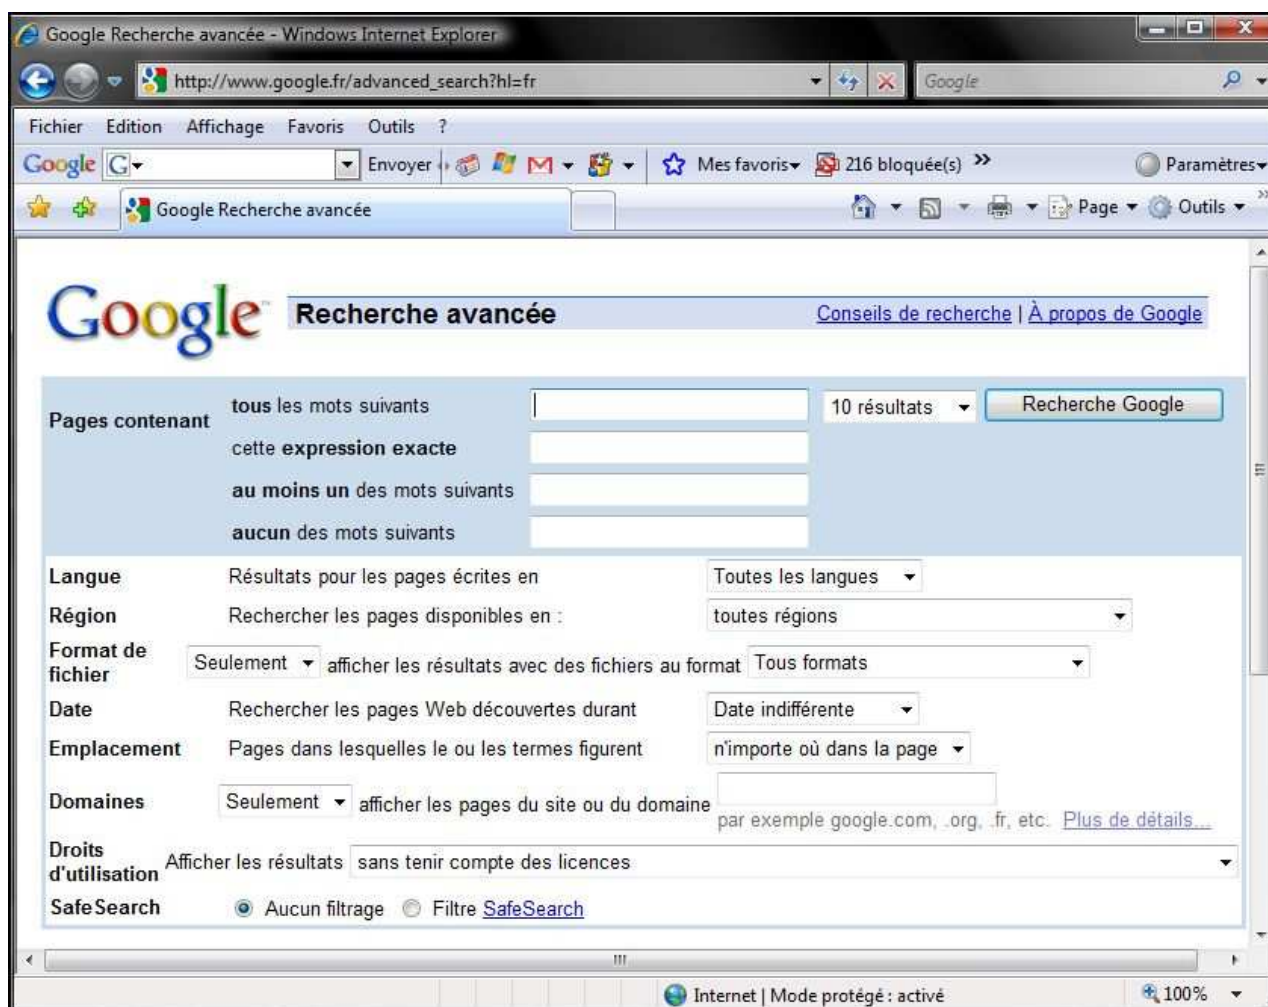 Google Recherche avancée - Windows Internet Explorer
http://www.google.fr/advanced_search?hl=fr Google
Fichier Edition Affichage Favoris Outils ?
Google G Envoyer Mes favoris 216 bloquée(s) Paramètres
Google Recherche avancée Page Outils
Google™ Recherche avancée Conseils de recherche | À propos de Google
Pages contenant tous les mots suivants 10 résultats Recherche Google
cette expression exacte
au moins un des mots suivants
aucun des mots suivants
Langue Résultats pour les pages écrites en Toutes les langues
Région Rechercher les pages disponibles en : toutes régions
Format de fichier Seulement afficher les résultats avec des fichiers au format Tous formats
Date Rechercher les pages Web découvertes durant Date indifférente
Emplacement Pages dans lesquelles le ou les termes figurent n'importe où dans la page
Domaines Seulement afficher les pages du site ou du domaine
par exemple google.com, .org, .fr, etc. Plus de détails...
Droits d'utilisation Afficher les résultats sans tenir compte des licences
SafeSearch Aucun filtrage Filtre SafeSearch
Internet | Mode protégé : activé 100%